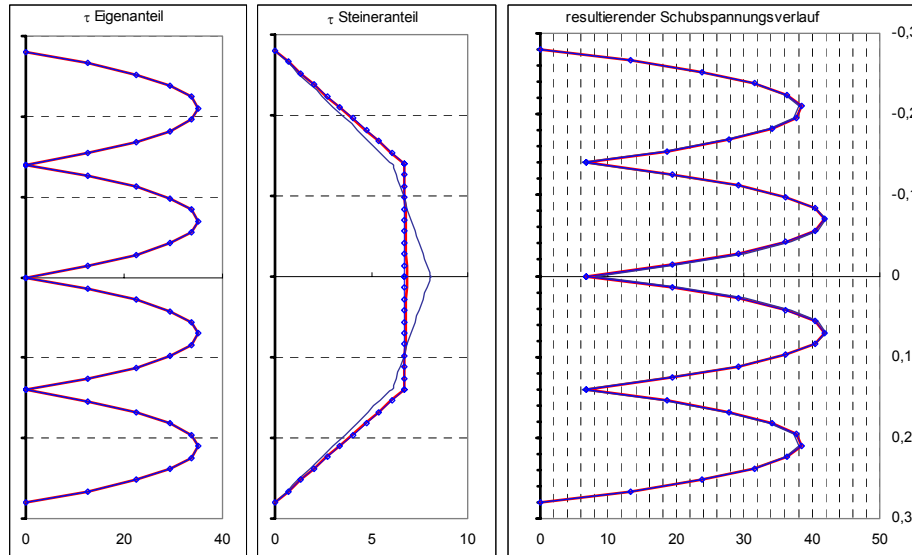 τ Eigenanteil
τ Steineranteil
resultierender Schubspannungsverlauf
-0,3
-0,2
-0,1
0
0,1
0,2
0,3
0 20 40
0 5 10
0 10 20 30 40 50